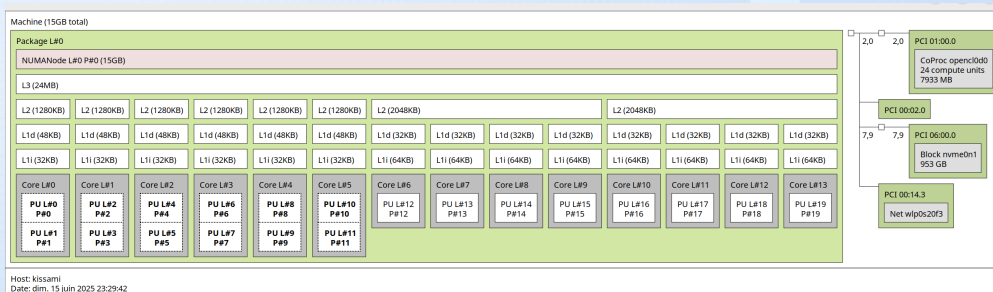 Machine (15GB total)
Package L#0
NUMANode L#0 P#0 (15GB)
L3 (24MB)
L2 (1280KB) L2 (1280KB) L2 (1280KB) L2 (1280KB) L2 (1280KB) L2 (1280KB) L2 (2048KB) L2 (2048KB)
L1d (48KB) L1d (48KB) L1d (48KB) L1d (48KB) L1d (48KB) L1d (48KB) L1d (32KB) L1d (32KB) L1d (32KB) L1d (32KB) L1d (32KB) L1d (32KB) L1d (32KB) L1d (32KB)
L1i (32KB) L1i (32KB) L1i (32KB) L1i (32KB) L1i (32KB) L1i (32KB) L1i (64KB) L1i (64KB) L1i (64KB) L1i (64KB) L1i (64KB) L1i (64KB) L1i (64KB) L1i (64KB)
Core L#0 Core L#1 Core L#2 Core L#3 Core L#4 Core L#5 Core L#6 Core L#7 Core L#8 Core L#9 Core L#10 Core L#11 Core L#12 Core L#13
PU L#0 PU L#2 PU L#4 PU L#6 PU L#8 PU L#10 PU L#12 PU L#13 PU L#14 PU L#15 PU L#16 PU L#17 PU L#18 PU L#19
P#0 P#2 P#4 P#6 P#8 P#10 P#12 P#13 P#14 P#15 P#16 P#17 P#18 P#19
PU L#1 PU L#3 PU L#5 PU L#7 PU L#9 PU L#11
P#1 P#3 P#5 P#7 P#9 P#11
2,0 2,0 PCI 01:00.0
CoProc opencl0d0
24 compute units
7933 MB
PCI 00:02.0
7,9 7,9 PCI 06:00.0
Block nvme0n1
953 GB
PCI 00:14.3
Net wlp0s20f3
Host: kissami
Date: dim. 15 juin 2025 23:29:42